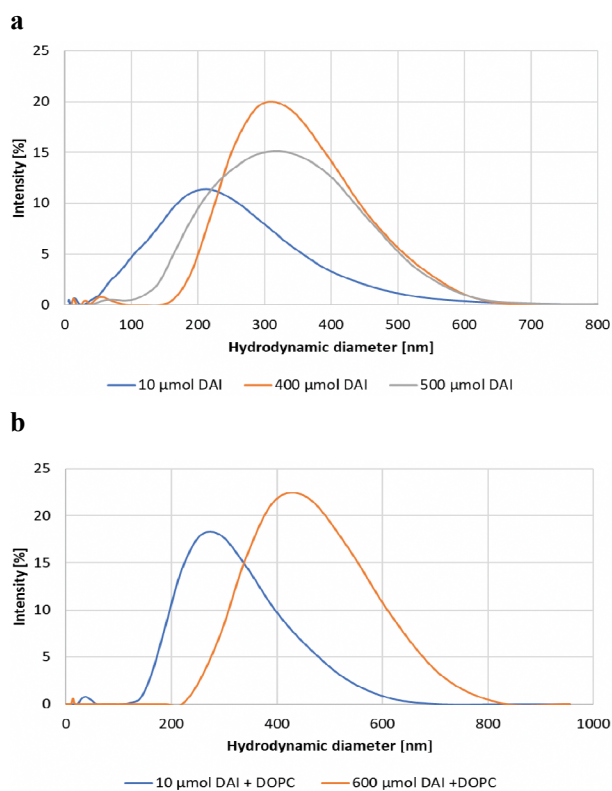 a
25
20
15
10
5
0
Intensity [%]
0 100 200 300 400 500 600 700 800
Hydrodynamic diameter [nm]
10 µmol DAI 400 µmol DAI 500 µmol DAI
b
25
20
15
10
5
0
Intensity [%]
0 200 400 600 800 1000
Hydrodynamic diameter [nm]
10 µmol DAI + DOPC 600 µmol DAI +DOPC